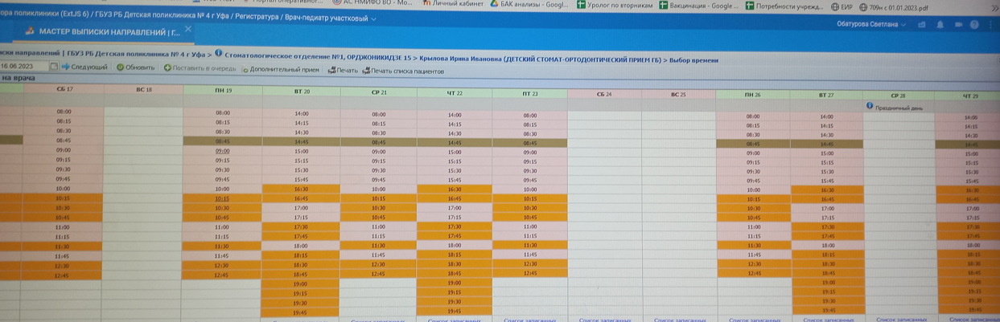 АС НМИФО ВО - Мо...
Личный кабинет
БАК анализы - Googl...
Уролог по вторникам
Вакцинация - Google ...
Потребности учрежд...
ЕИР
709н с 01.01.2023.pdf
ора поликлиники (ExtJS 6) / ГБУЗ РБ Детская поликлиника № 4 г Уфа / Регистратура / Врач-педиатр участковый
Обатурова Светлана
МАСТЕР ВЫПИСКИ НАПРАВЛЕНИЙ | Г...
иски направлений | ГБУЗ РБ Детская поликлиника № 4 г Уфа > Стоматологическое отделение №1, ОРДЖОНИКИДЗЕ 15 > Крылова Ирина Ивановна (ДЕТСКИЙ СТОМАТ-ОРТОДОНТИЧЕСКИЙ ПРИЕМ ГБ) > Выбор времени
16.06.2023 Следующий Обновить Поставить в очередь Дополнительный прием Печать Печать списка пациентов
на врача
СБ 17 ВС 18 ПН 19 ВТ 20 СР 21 ЧТ 22 ПТ 23 СБ 24 ВС 25 ПН 26 ВТ 27 СР 28 ЧТ 29
Праздничный день
08:00 08:00 14:00 08:00 14:00 08:00 08:00 14:00 14:00
08:15 08:15 14:15 08:15 14:15 08:15 08:15 14:15 14:15
08:30 08:30 14:30 08:30 14:30 08:30 08:30 14:30 14:30
08:45 08:45 14:45 08:45 14:45 08:45 08:45 14:45 14:45
09:00 09:00 15:00 09:00 15:00 09:00 09:00 15:00 15:00
09:15 09:15 15:15 09:15 15:15 09:15 09:15 15:15 15:15
09:30 09:30 15:30 09:30 15:30 09:30 09:30 15:30 15:30
09:45 09:45 15:45 09:45 15:45 09:45 09:45 15:45 15:45
10:00 10:00 16:30 10:00 16:30 10:00 10:00 16:30 16:30
10:15 10:15 16:45 10:15 16:45 10:15 10:15 16:45 16:45
10:30 10:30 17:00 10:30 17:00 10:30 10:30 17:00 17:00
10:45 10:45 17:15 10:45 17:15 10:45 10:45 17:15 17:15
11:00 11:00 17:30 11:00 17:30 11:00 11:00 17:30 17:30
11:15 11:15 17:45 11:15 17:45 11:15 11:15 17:45 17:45
11:30 11:30 18:00 11:30 18:00 11:30 11:30 18:00 18:00
11:45 11:45 18:15 11:45 18:15 11:45 11:45 18:15 18:15
12:30 12:30 18:30 12:30 18:30 12:30 12:30 18:30 18:30
12:45 12:45 18:45 12:45 18:45 12:45 12:45 18:45 18:45
19:00 19:00 19:00 19:00
19:15 19:15 19:15 19:15
19:30 19:30 19:30 19:30
19:45 19:45 19:45 19:45
Список записанных Список записанных Список записанных Список записанных Список записанных Список записанных Список записанных Список записанных